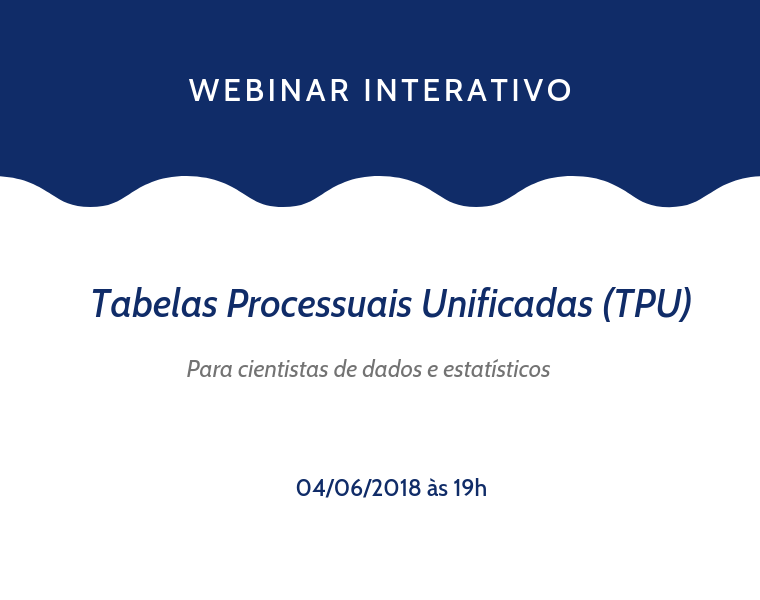 WEBINAR INTERATIVO
Tabelas Processuais Unificadas (TPU)
Para cientistas de dados e estatísticos
04/06/2018 às 19h